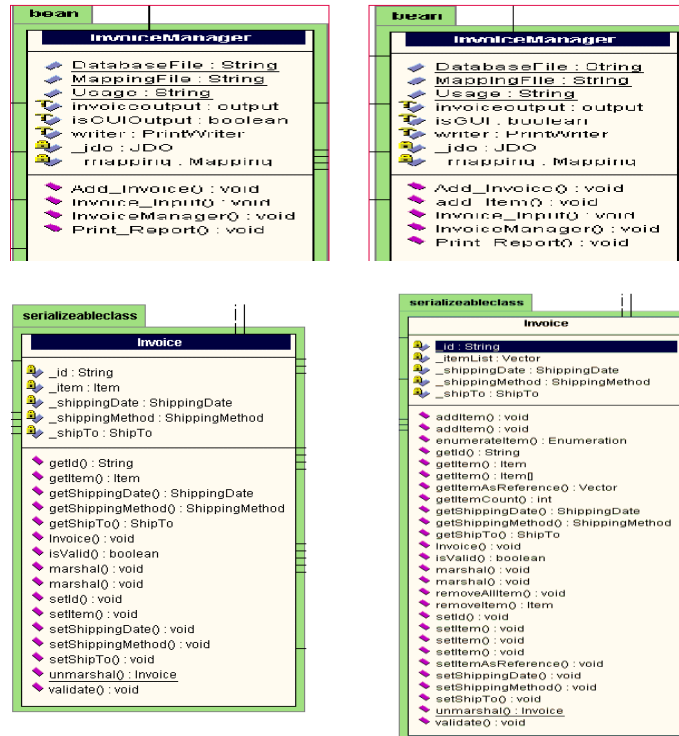 bean
InvoiceManager
DatabaseFile : String
MappingFile : String
Usage : String
invoiceoutput : output
isGUIOutput : boolean
writer : PrintWriter
_jdo : JDO
_mapping : Mapping
Add_Invoice() : void
Invoice_Input() : void
InvoiceManager() : void
Print_Report() : void
bean
InvoiceManager
DatabaseFile : String
MappingFile : String
Usage : String
invoiceoutput : output
isGUI : boolean
writer : PrintWriter
_jdo : JDO
_mapping : Mapping
Add_Invoice() : void
add_Item() : void
Invoice_Input() : void
InvoiceManager() : void
Print_Report() : void
serializeableclass
Invoice
_id : String
_item : Item
_shippingDate : ShippingDate
_shippingMethod : ShippingMethod
_shipTo : ShipTo
getId() : String
getItem() : Item
getShippingDate() : ShippingDate
getShippingMethod() : ShippingMethod
getShipTo() : ShipTo
Invoice() : void
isValid() : boolean
marshal() : void
marshal() : void
setId() : void
setItem() : void
setShippingDate() : void
setShippingMethod() : void
setShipTo() : void
unmarshal() : Invoice
validate() : void
serializeableclass
Invoice
_id : String
_itemList : Vector
_shippingDate : ShippingDate
_shippingMethod : ShippingMethod
_shipTo : ShipTo
addItem() : void
addItem() : void
enumerateItem() : Enumeration
getId() : String
getItem() : Item
getItem() : Item[]
getItemAsReference() : Vector
getItemCount() : int
getShippingDate() : ShippingDate
getShippingMethod() : ShippingMethod
getShipTo() : ShipTo
Invoice() : void
isValid() : boolean
marshal() : void
marshal() : void
removeAllItem() : void
removeItem() : Item
setId() : void
setItem() : void
setItem() : void
setItem() : void
setItemAsReference() : void
setShippingDate() : void
setShippingMethod() : void
setShipTo() : void
unmarshal() : Invoice
validate() : void